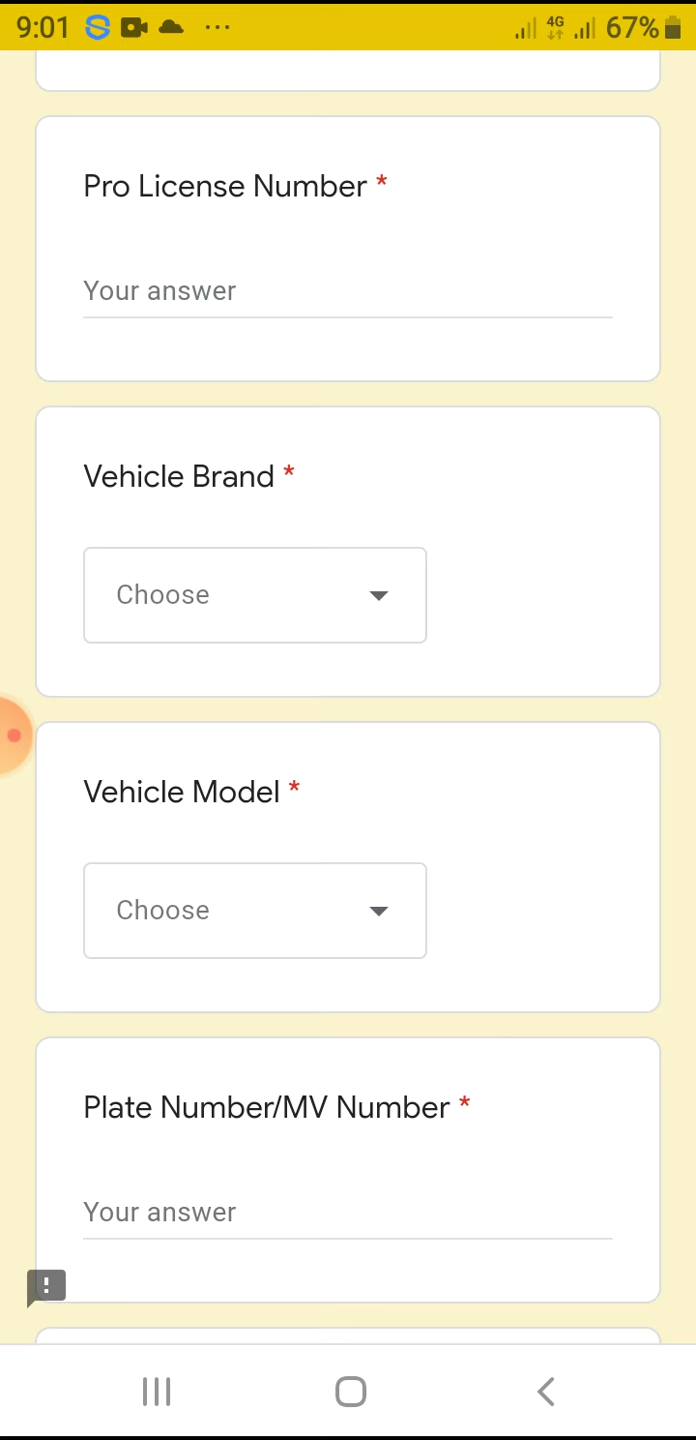 9:01 4G 67%
Pro License Number *
Your answer
Vehicle Brand *
Choose
Vehicle Model *
Choose
Plate Number/MV Number *
Your answer